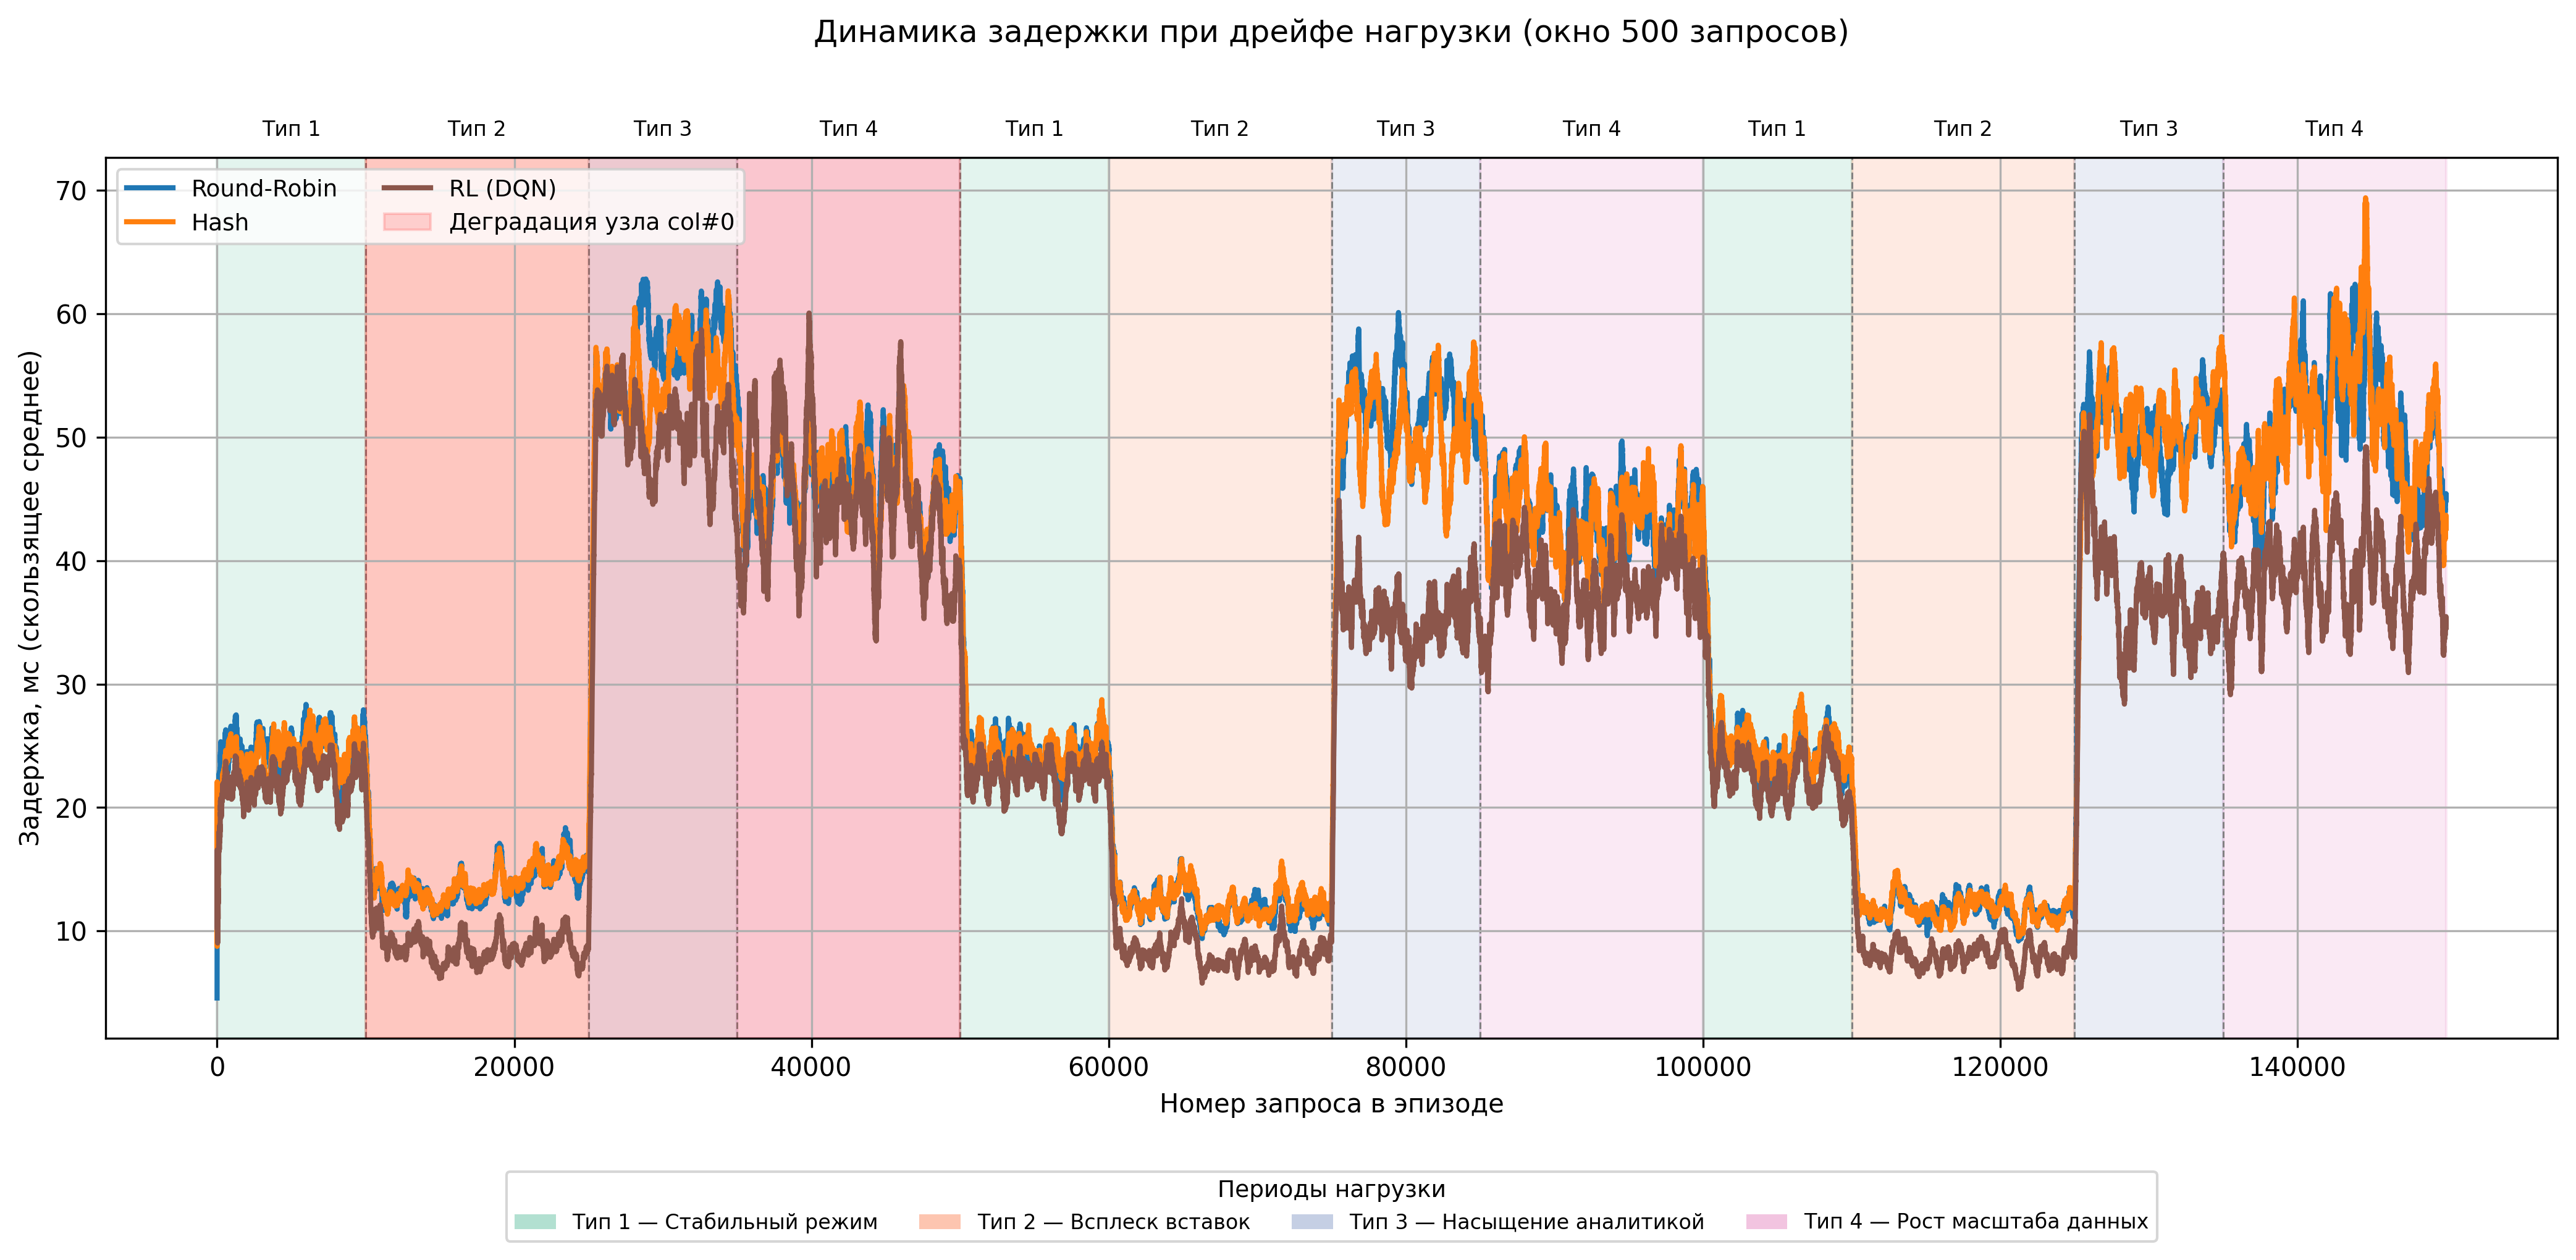 Динамика задержки при дрейфе нагрузки (окно 500 запросов)
Тип 1 Тип 2 Тип 3 Тип 4 Тип 1 Тип 2 Тип 3 Тип 4 Тип 1 Тип 2 Тип 3 Тип 4
Round-Robin
Hash
RL (DQN)
Деградация узла col#0
Задержка, мс (скользящее среднее)
70
60
50
40
30
20
10
0 20000 40000 60000 80000 100000 120000 140000
Номер запроса в эпизоде
Периоды нагрузки
Тип 1 — Стабильный режим Тип 2 — Всплеск вставок Тип 3 — Насыщение аналитикой Тип 4 — Рост масштаба данных